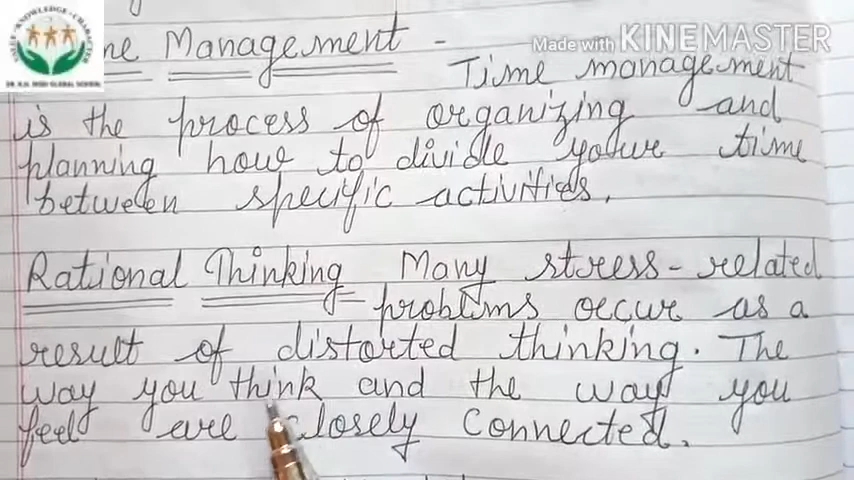 Made with KINEMASTER
me Management -
Time management
is the process of organizing and
planning how to divide your time
between specific activities.
Rational Thinking Many stress-related
- problems occur as a
result of distorted thinking. The
way you think and the way you
feel are closely connected.